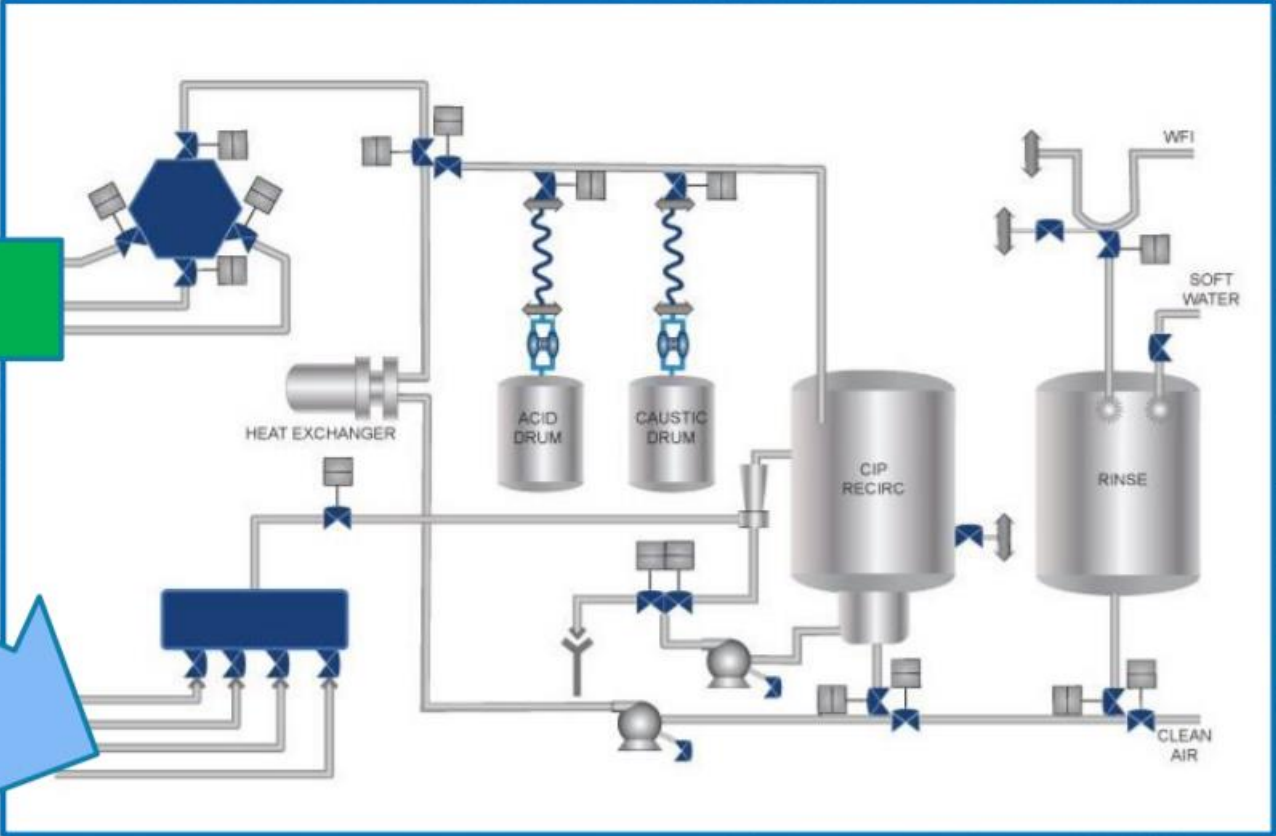 WFI
SOFT
WATER
HEAT EXCHANGER
ACID
DRUM
CAUSTIC
DRUM
CIP
RECIRC
RINSE
CLEAN
AIR